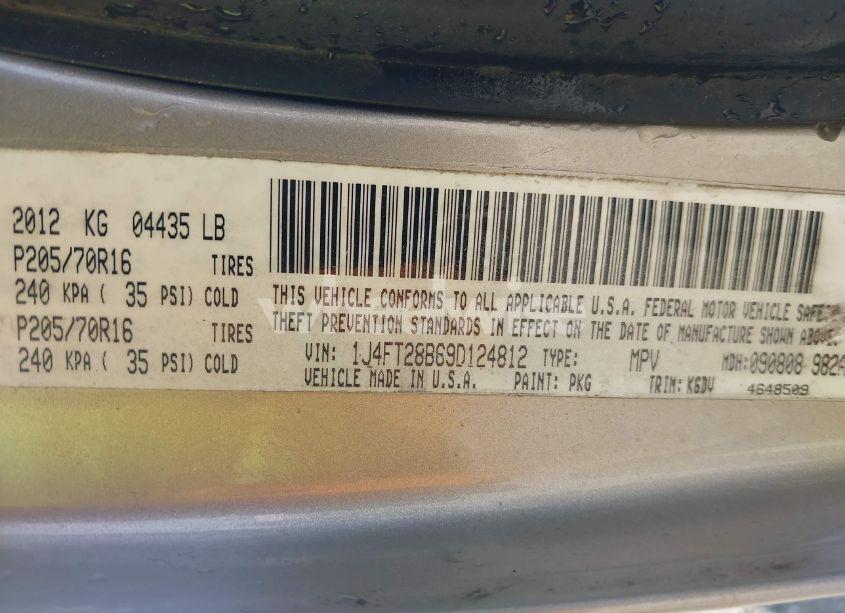 2012 KG 04435 LB
P205/70R16 TIRES
240 KPA ( 35 PSI) COLD
P205/70R16 TIRES
240 KPA ( 35 PSI) COLD
THIS VEHICLE CONFORMS TO ALL APPLICABLE U.S.A. FEDERAL MOTOR VEHICLE SAFE
THEFT PREVENTION STANDARDS IN EFFECT ON THE DATE OF MANUFACTURE SHOWN ABOVE.
VIN: 1J4FT28B69D124812 TYPE: MPV MDH: 090808 982A
VEHICLE MADE IN U.S.A. PAINT: PKG TRIM: K6DV 4648509